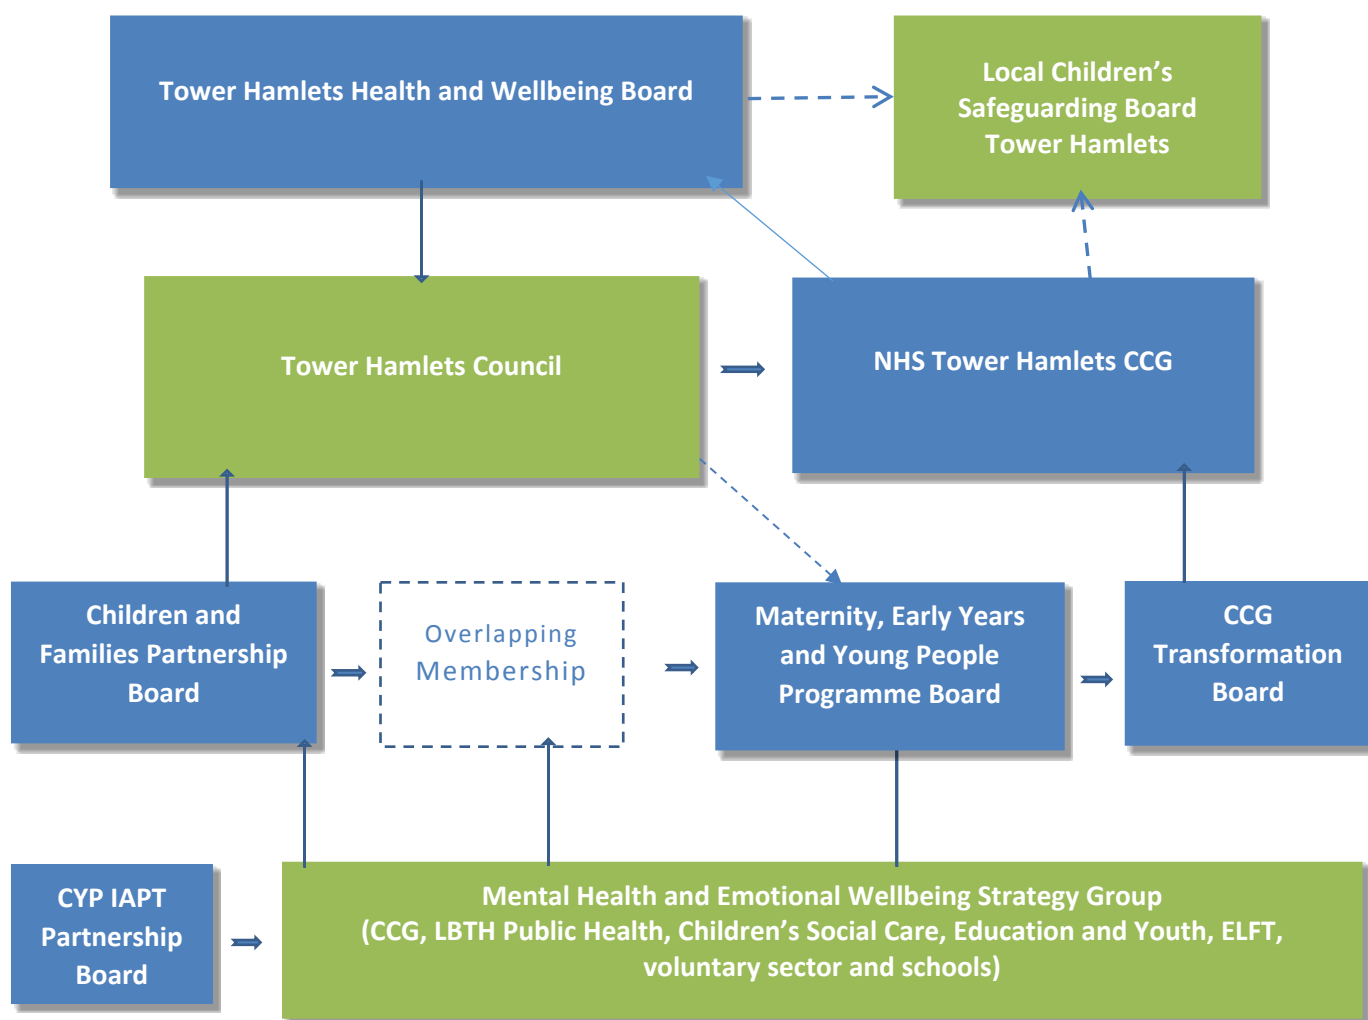 Tower Hamlets Health and Wellbeing Board
Local Children’s
Safeguarding Board
Tower Hamlets
Tower Hamlets Council
NHS Tower Hamlets CCG
Children and
Families Partnership
Board
Overlapping
Membership
Maternity, Early Years
and Young People
Programme Board
CCG
Transformation
Board
CYP IAPT
Partnership
Board
Mental Health and Emotional Wellbeing Strategy Group
(CCG, LBTH Public Health, Children’s Social Care, Education and Youth, ELFT,
voluntary sector and schools)